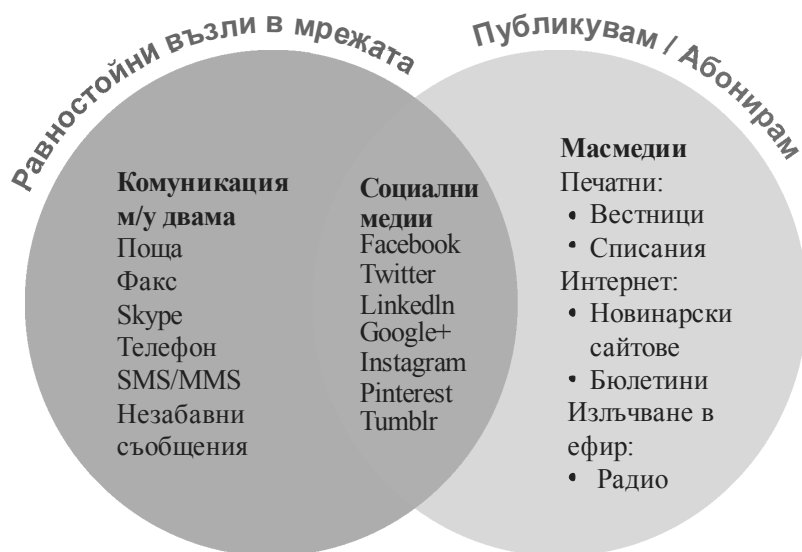 Равностойни възли в мрежата
Публикувам / Абонирам
Комуникация
м/у двама
Поща
Факс
Skype
Телефон
SMS/MMS
Незабавни
съобщения
Социални
медии
Facebook
Twitter
LinkedIn
Google+
Instagram
Pinterest
Tumblr
Масмедии
Печатни:
• Вестници
• Списания
Интернет:
• Новинарски
сайтове
• Бюлетини
Излъчване в
ефир:
• Радио